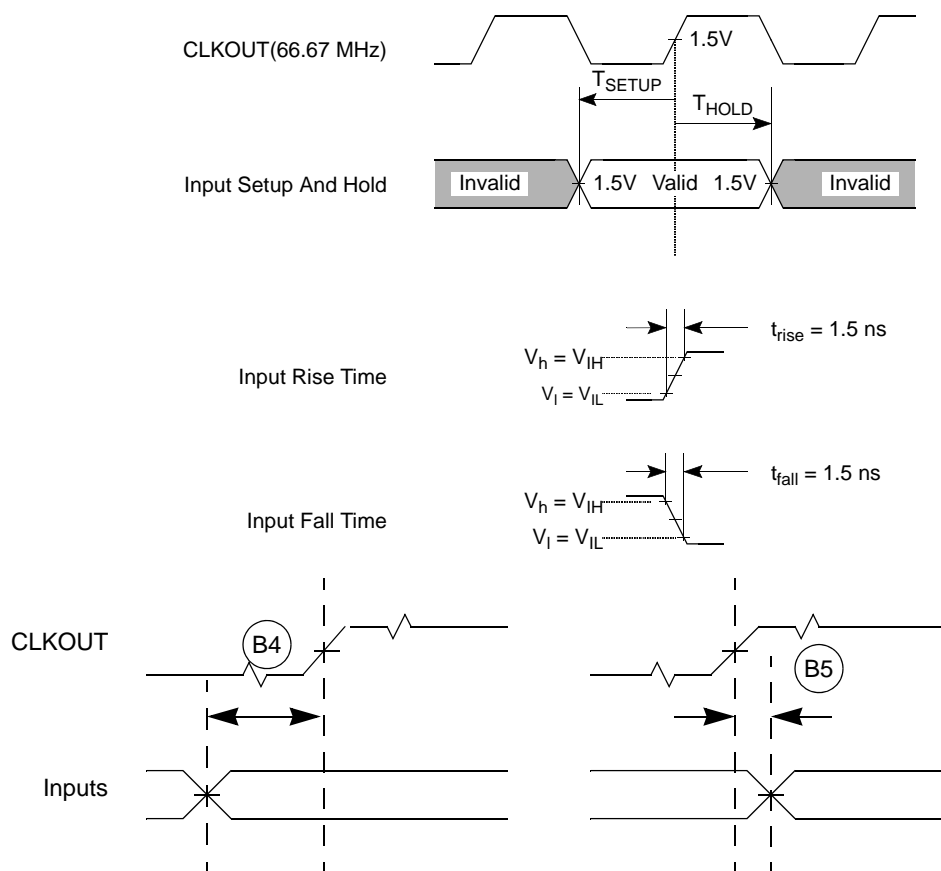 CLKOUT(66.67 MHz)
1.5V
TSETUP
THOLD
Input Setup And Hold
Invalid
1.5V Valid 1.5V
Invalid
trise = 1.5 ns
Vh = VIH
Input Rise Time
Vl = VIL
tfall = 1.5 ns
Vh = VIH
Input Fall Time
Vl = VIL
CLKOUT
B4
B5
Inputs